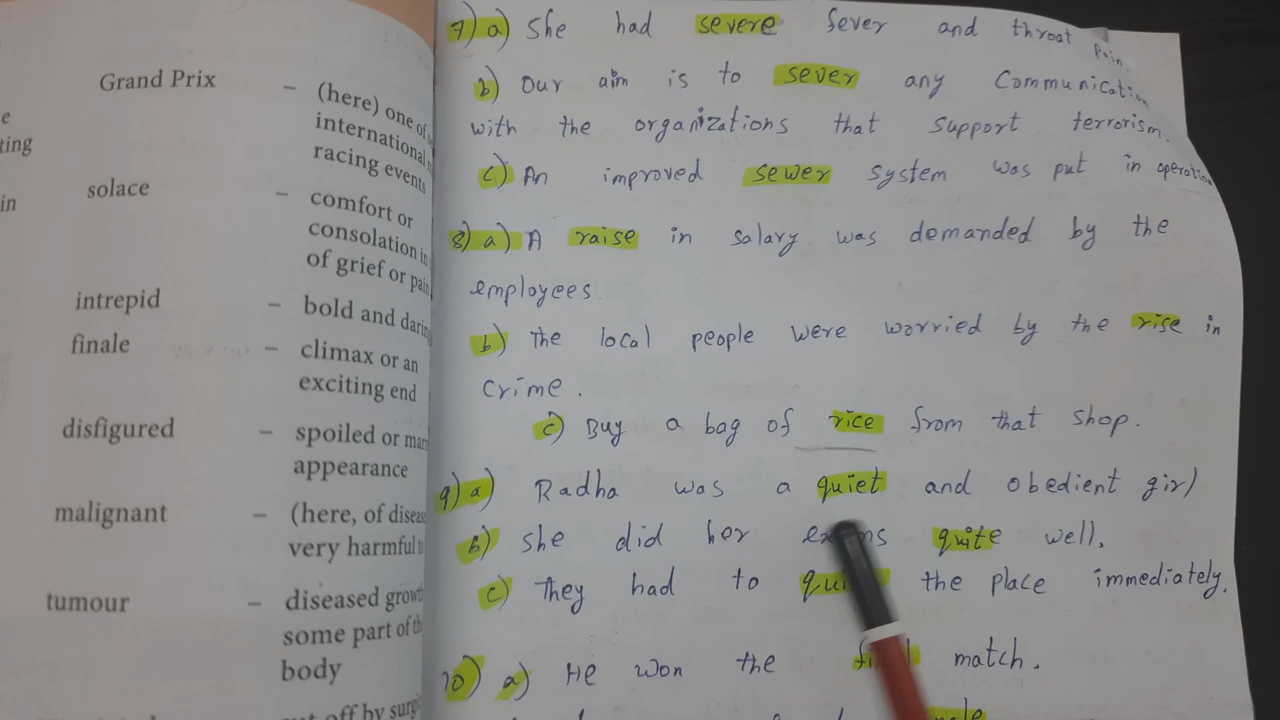 e
ting
in
Grand Prix – (here) one of
international
racing events
solace – comfort or
consolation in
of grief or pain
intrepid – bold and daring
finale – climax or an
exciting end
disfigured – spoiled or
appearance
malignant – (here, of disease
very harmful
tumour – diseased
some part of
body
off by
7) a) She had severe fever and throat pain.
b) Our aim is to sever any Communication
with the organizations that support terrorism.
c) An improved sewer system was put in operation
8) a) A raise in salary was demanded by the
employees.
b) The local people were worried by the rise in
crime.
c) Buy a bag of rice from that shop.
9) a) Radha was a quiet and obedient girl
b) She did her exams quite well.
c) They had to the place immediately.
10) a) He won the match.